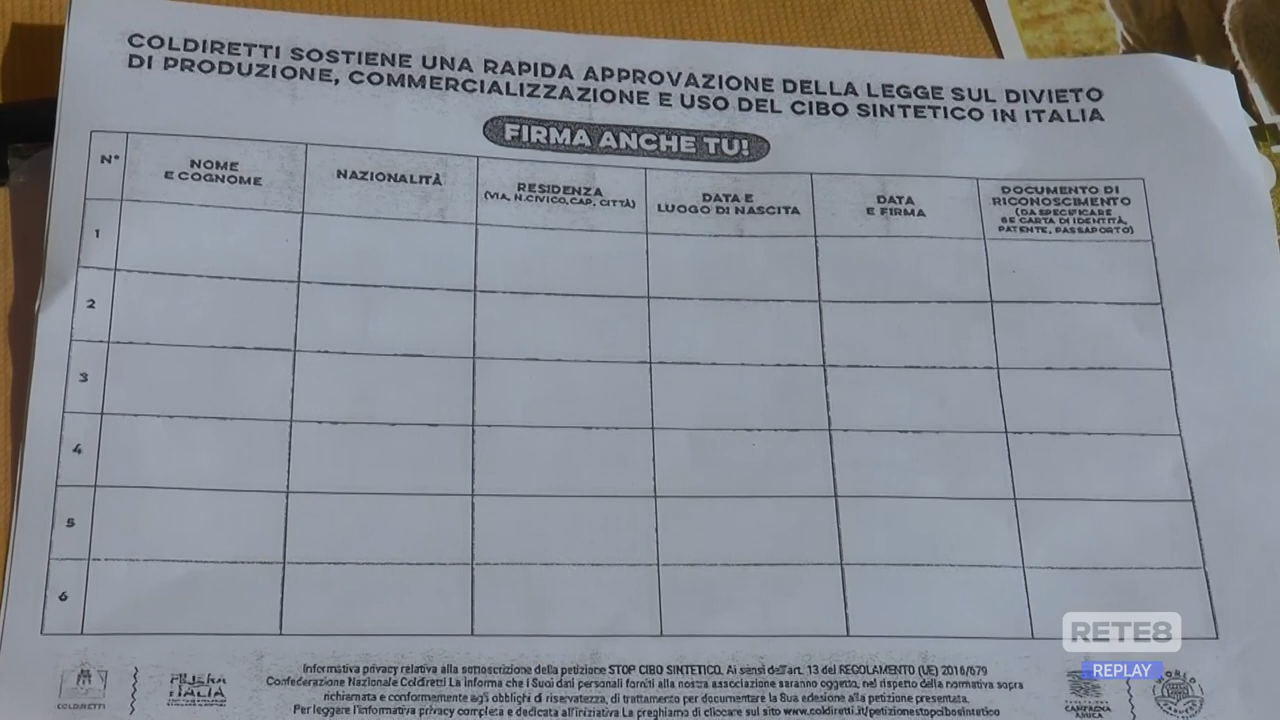 COLDIRETTI SOSTIENE UNA RAPIDA APPROVAZIONE DELLA LEGGE SUL DIVIETO
DI PRODUZIONE, COMMERCIALIZZAZIONE E USO DEL CIBO SINTETICO IN ITALIA
FIRMA ANCHE TU!
N°
NOME
E COGNOME
NAZIONALITÀ
RESIDENZA
(VIA, N.CIVICO, CAP, CITTÀ)
DATA E
LUOGO DI NASCITA
DATA
E FIRMA
DOCUMENTO DI
RICONOSCIMENTO
(DA SPECIFICARE
SE CARTA DI IDENTITÀ,
PATENTE, PASSAPORTO)
1
2
3
4
5
6
RETE8
REPLAY
COLDIRETTI
FILIERA
ITALIA
Informativa privacy relativa alla sottoscrizione della petizione STOP CIBO SINTETICO. Ai sensi dell'art. 13 del REGOLAMENTO (UE) 2016/679
Confederazione Nazionale Coldiretti La informa che i Suoi dati personali forniti alla nostra associazione saranno oggetto, nel rispetto della normativa sopra
richiamata e conformemente agli obblighi di riservatezza, di trattamento per documentare la Sua adesione alla petizione presentata.
Per leggere l'informativa privacy completa e dedicata all'iniziativa La preghiamo di cliccare sul sito www.coldiretti.it/petizionestopcibosintetico
CAMPAGNA
AMICA
WORLD
FARMERS